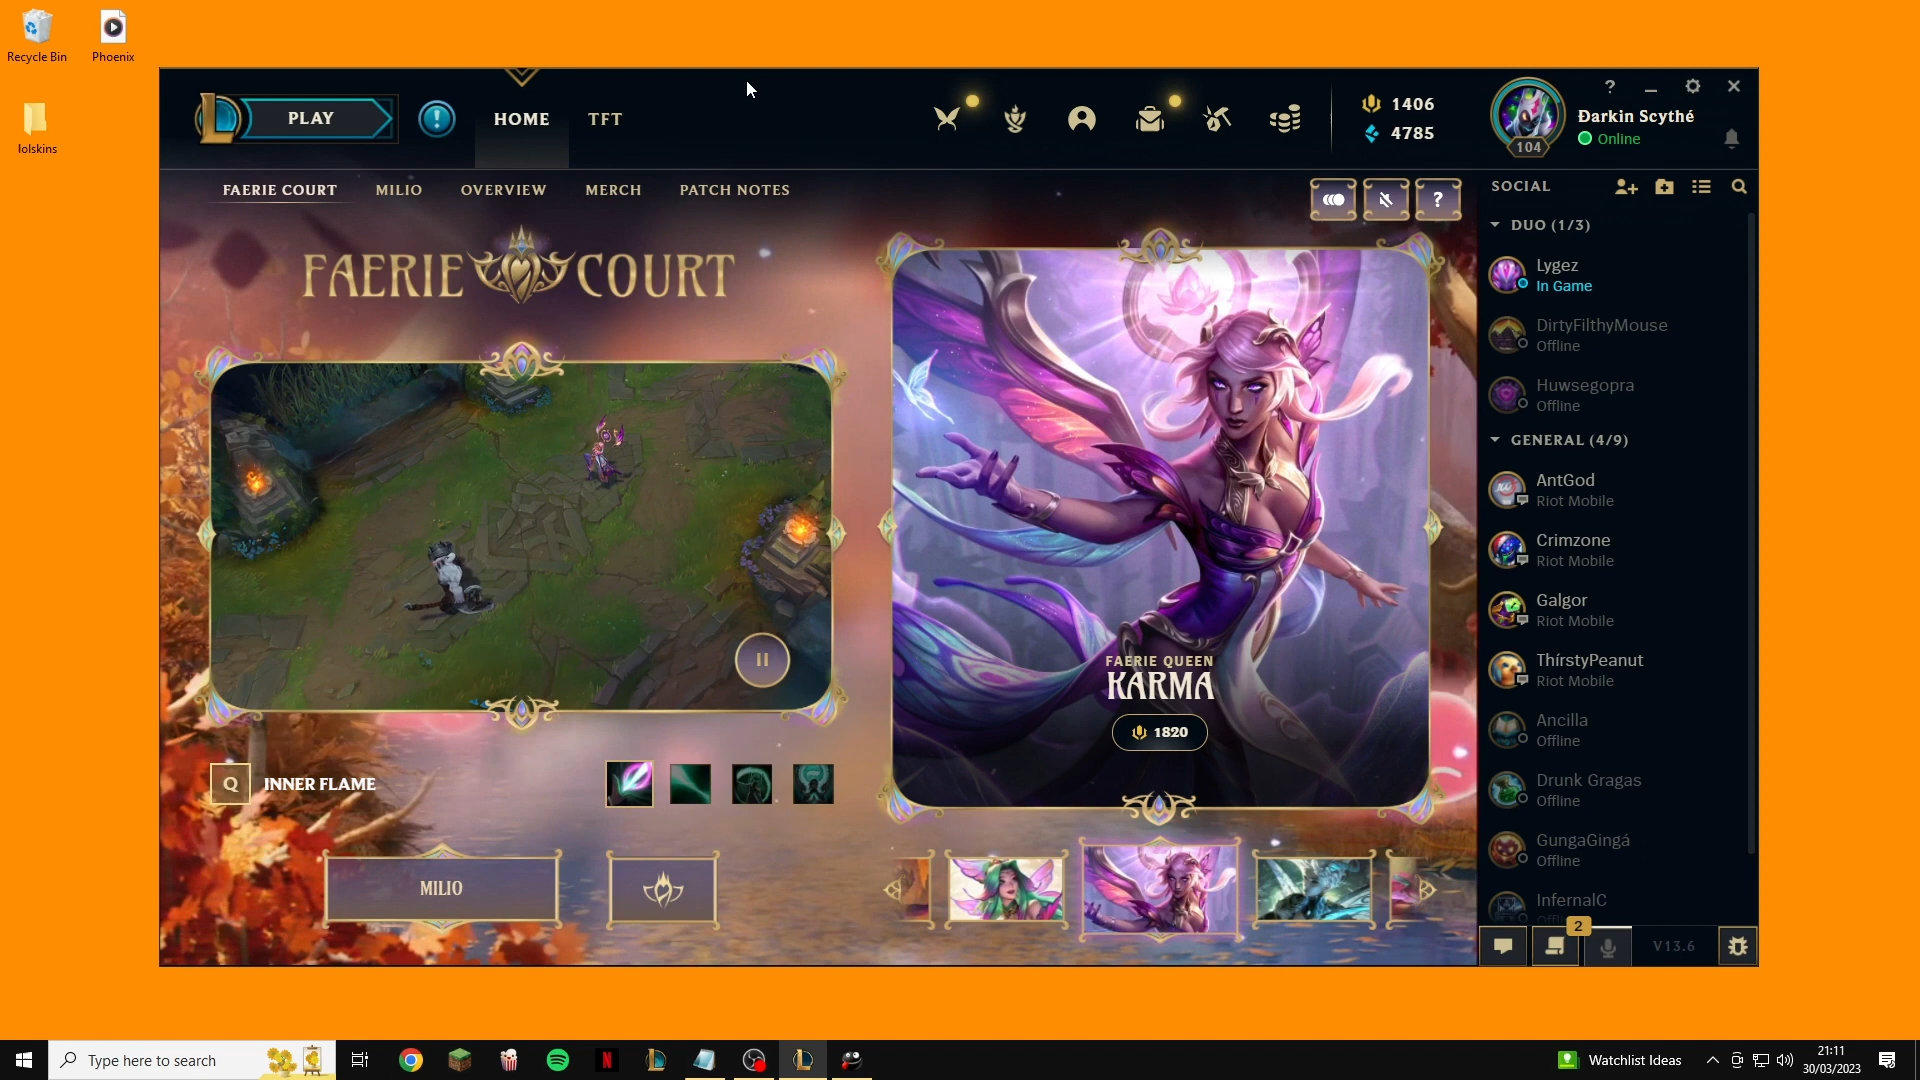 Recycle Bin
Phoenix
lolskins
PLAY
HOME
TFT
1406
4785
104
?
Đarkin Scythé
Online
FAERIE COURT
MILIO
OVERVIEW
MERCH
PATCH NOTES
?
SOCIAL
FAERIE COURT
DUO (1/3)
Lygez
In Game
DirtyFilthyMouse
Offline
Huwsegopra
Offline
GENERAL (4/9)
AntGod
Riot Mobile
Crimzone
Riot Mobile
Galgor
Riot Mobile
ThírstyPeanut
Riot Mobile
Ancilla
Offline
Drunk Gragas
Offline
GungaGingá
Offline
InfernalC
Offline
FAERIE QUEEN
KARMA
1820
Q
INNER FLAME
MILIO
2
V13.6
Type here to search
Watchlist Ideas
21:11
30/03/2023